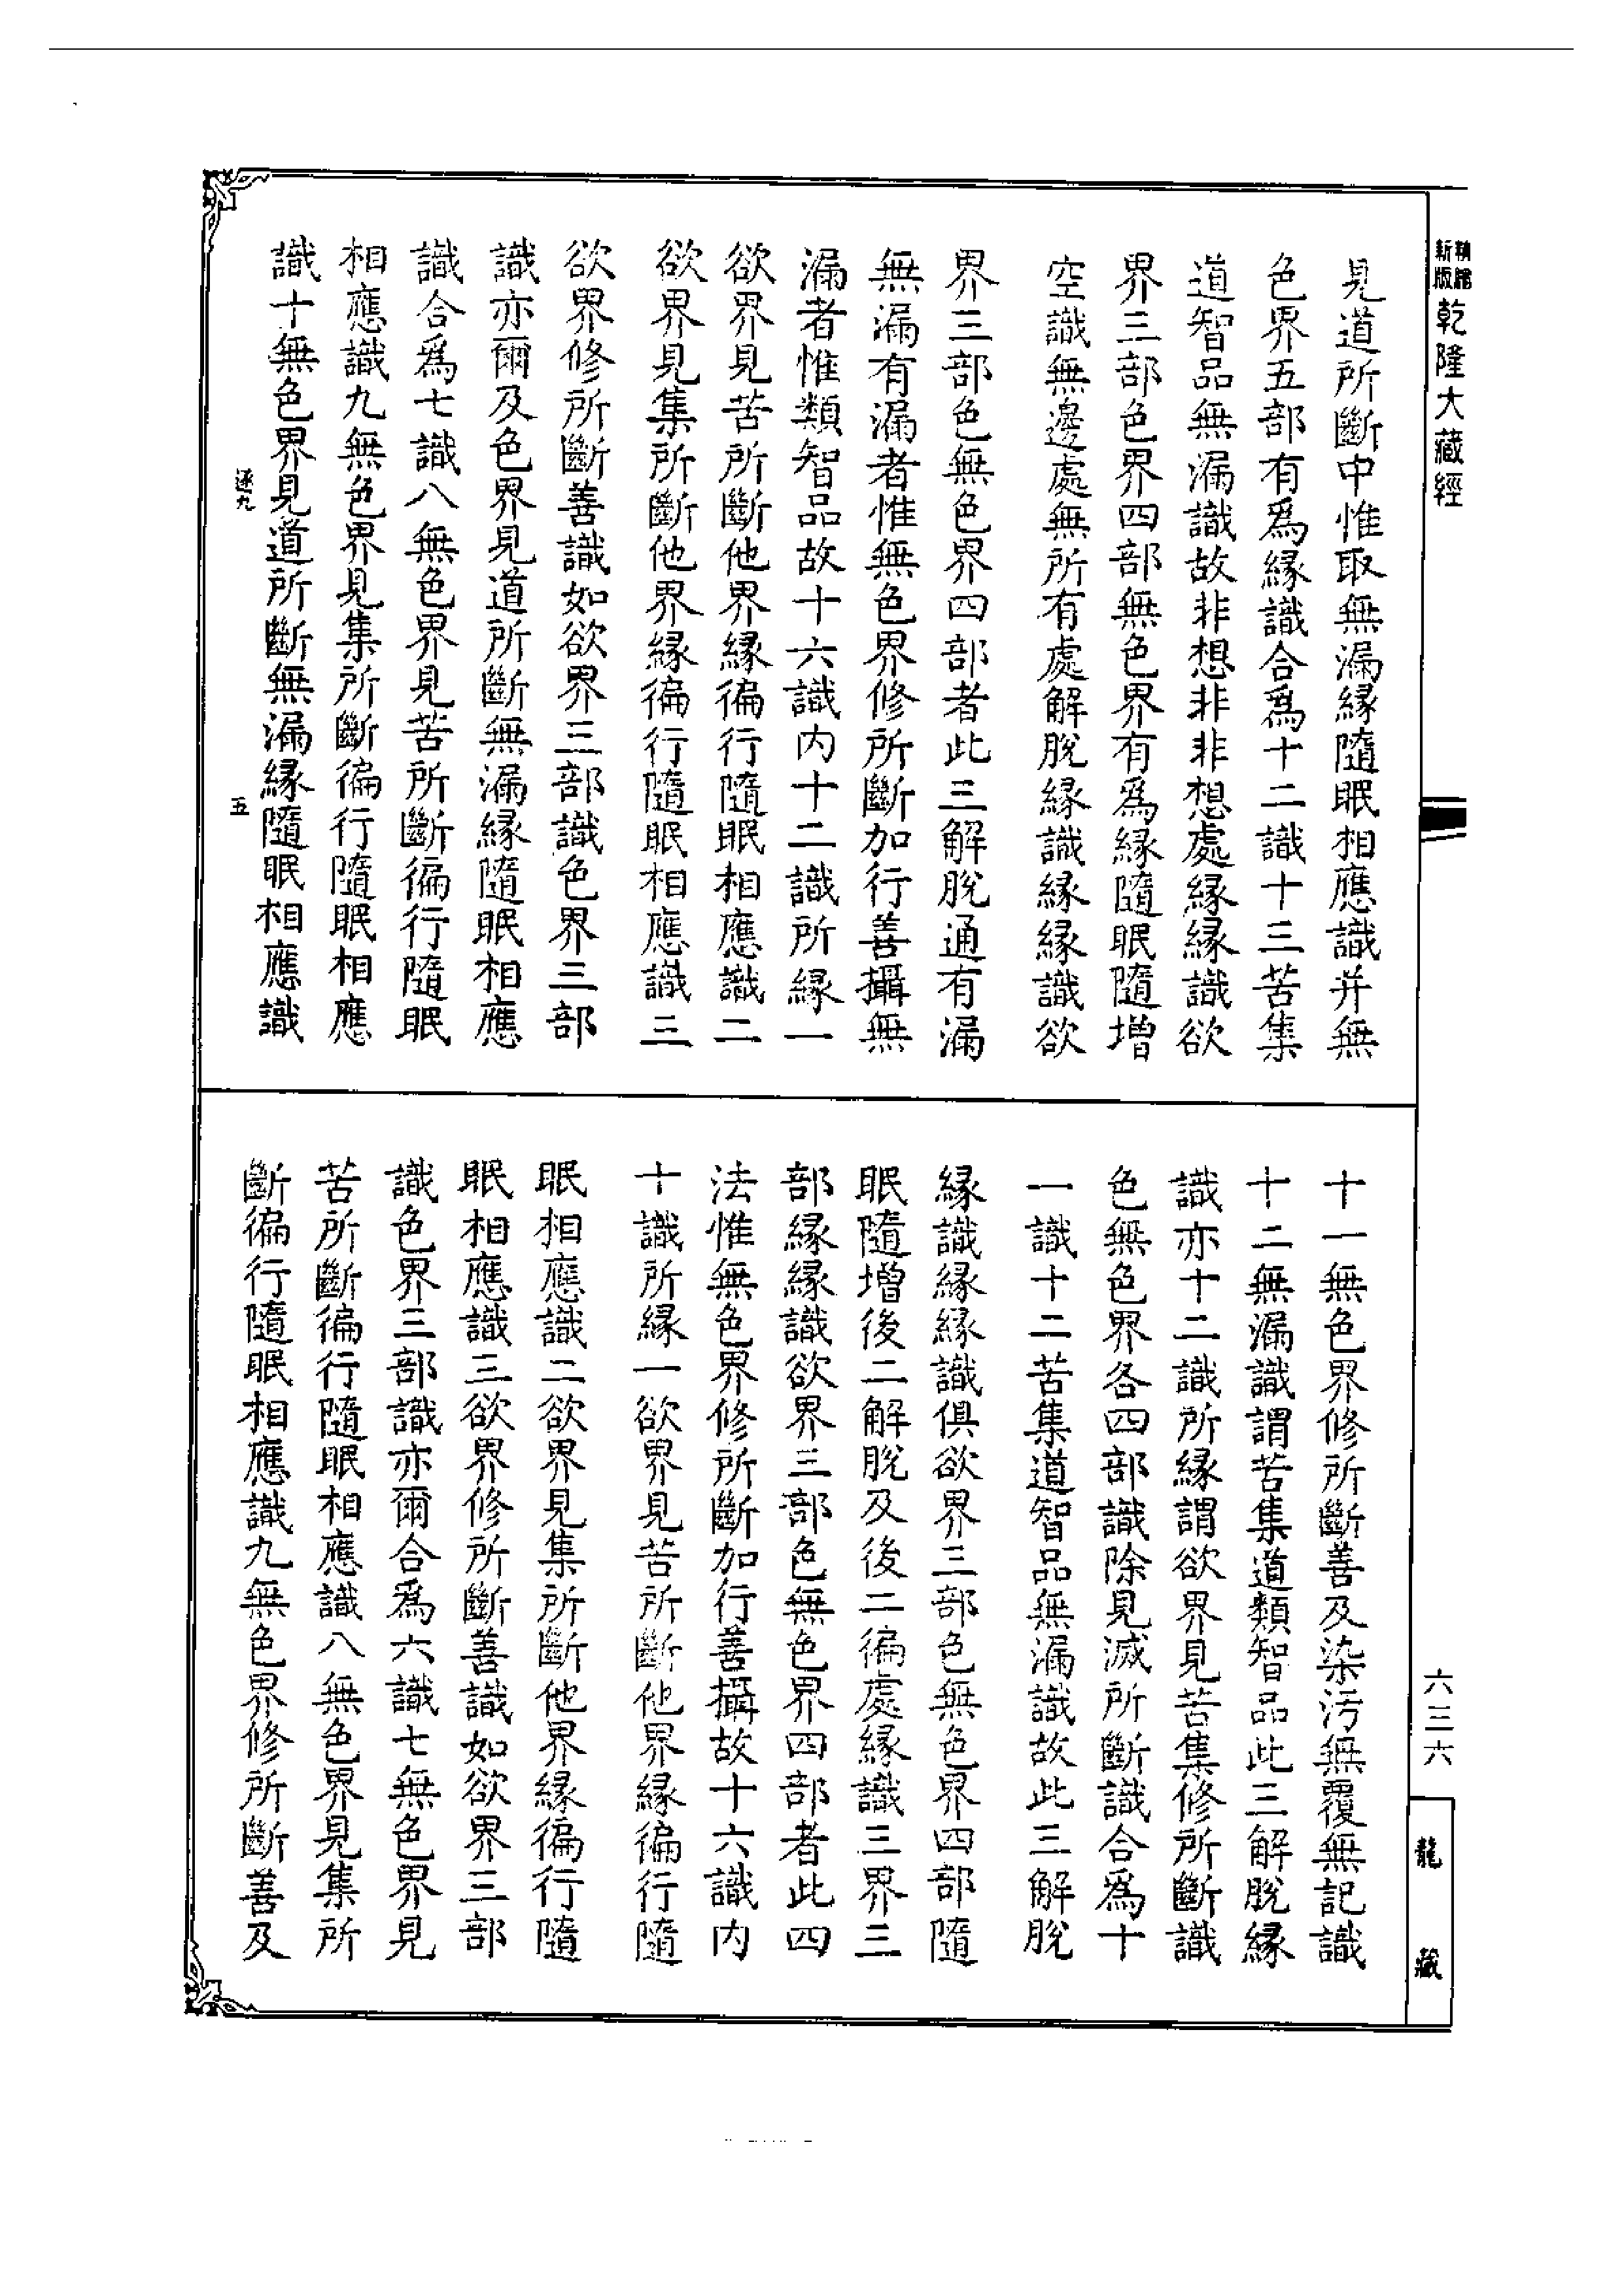 新版精縮乾隆大藏經
見道所斷中惟取無漏緣隨眠相應識幷無
色界五部有爲緣識合爲十二識十三苦集
道智品無漏識故非想非非想處緣緣識欲
界三部色界四部無色界有爲緣隨眠隨增
空識無邊處無所有處解脫緣識緣緣識欲
界三部色無色界四部者此三解脫通有漏
無漏有漏者惟無色界修所斷加行善攝無
漏者惟類智品故十六識內十二識所緣一
欲界見苦所斷他界緣徧行隨眠相應識二
欲界見集所斷他界緣徧行隨眠相應識三
欲界修所斷善識如欲界三部識色界三部
識亦爾及色界見道所斷無漏緣隨眠相應
識合爲七識八無色界見苦所斷徧行隨眠
相應識九無色界見集所斷徧行隨眠相應
識十無色界見道所斷無漏緣隨眠相應識
逐九
五
十一無色界修所斷善及染污無覆無記識
十二無漏識謂苦集道類智品此三解脫緣
識亦十二識所緣謂欲界見苦集修所斷識
色無色界各四部識除見滅所斷識合爲十
一識十二苦集道智品無漏識故此三解脫
緣識緣緣識俱欲界三部色無色界四部隨
眠隨增後二解脫及後二徧處緣識三界三
部緣緣識欲界三部色無色界四部者此四
法惟無色界修所斷加行善攝故十六識內
十識所緣一欲界見苦所斷他界緣徧行隨
眠相應識二欲界見集所斷他界緣徧行隨
眠相應識三欲界修所斷善識如欲界三部
識色界三部識亦爾合爲六識七無色界見
苦所斷徧行隨眠相應識八無色界見集所
斷徧行隨眠相應識九無色界修所斷善及
六三六
龍藏